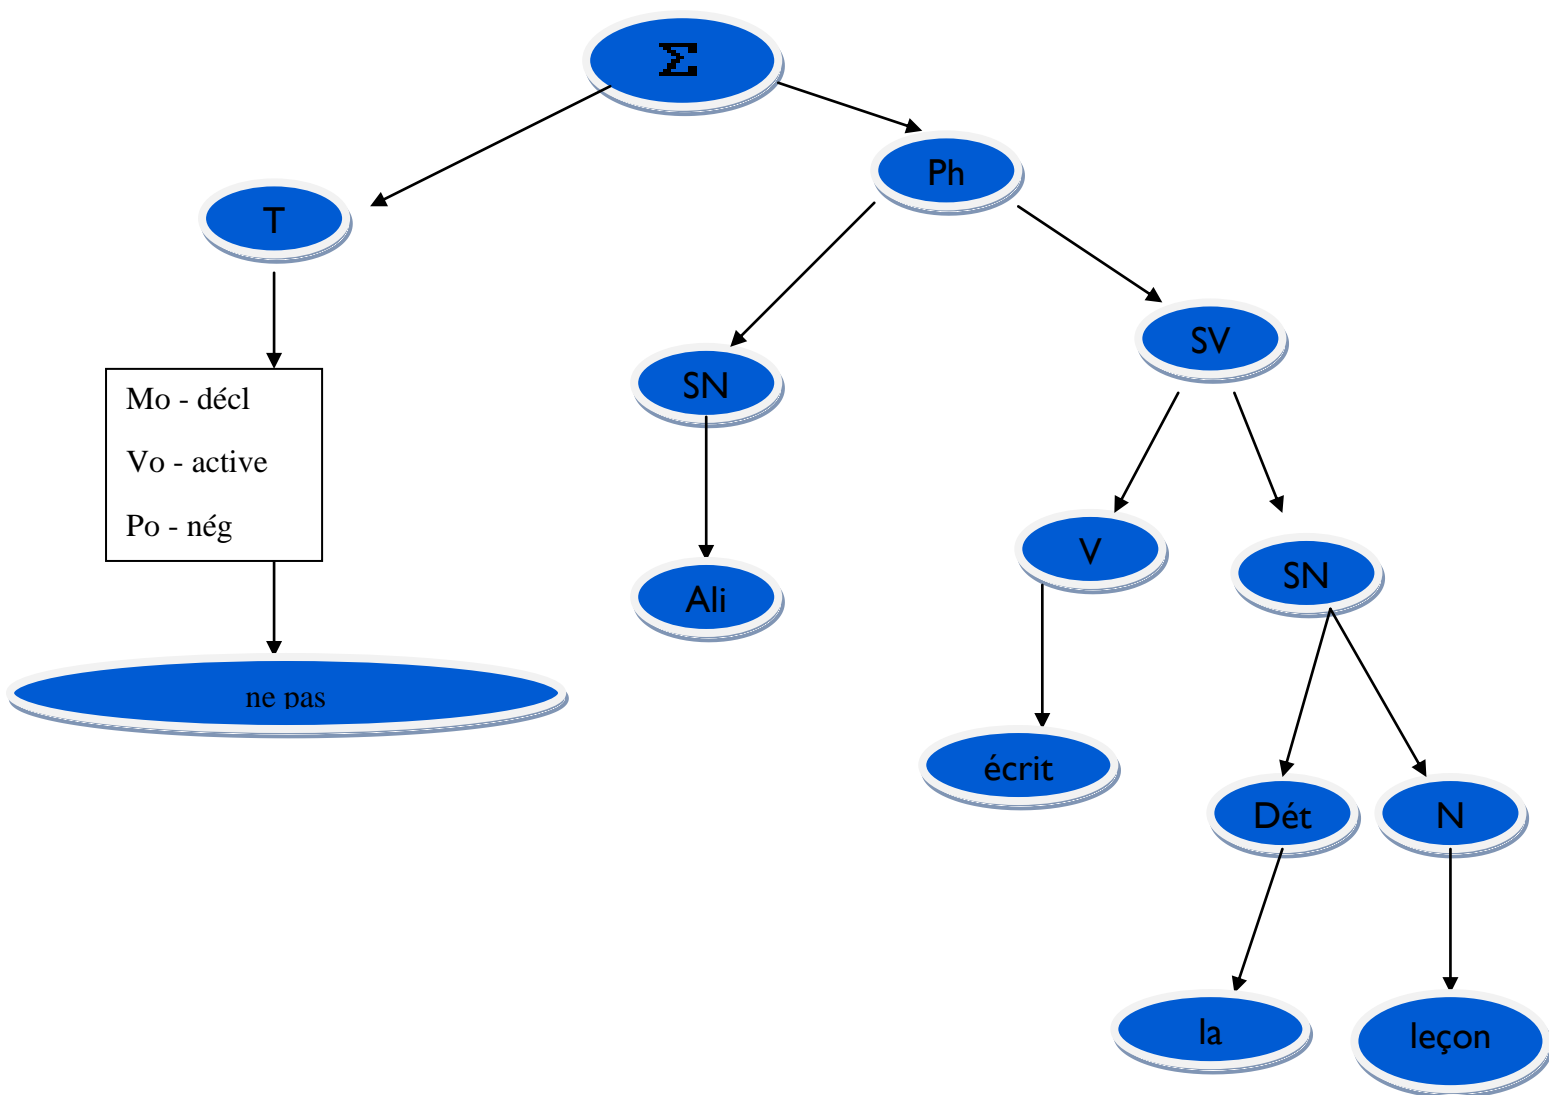 Σ
Ph
T
SV
SN
Mo - décl
Vo - active
Po - nég
V
SN
Ali
ne pas
écrit
Dét
N
la
leçon